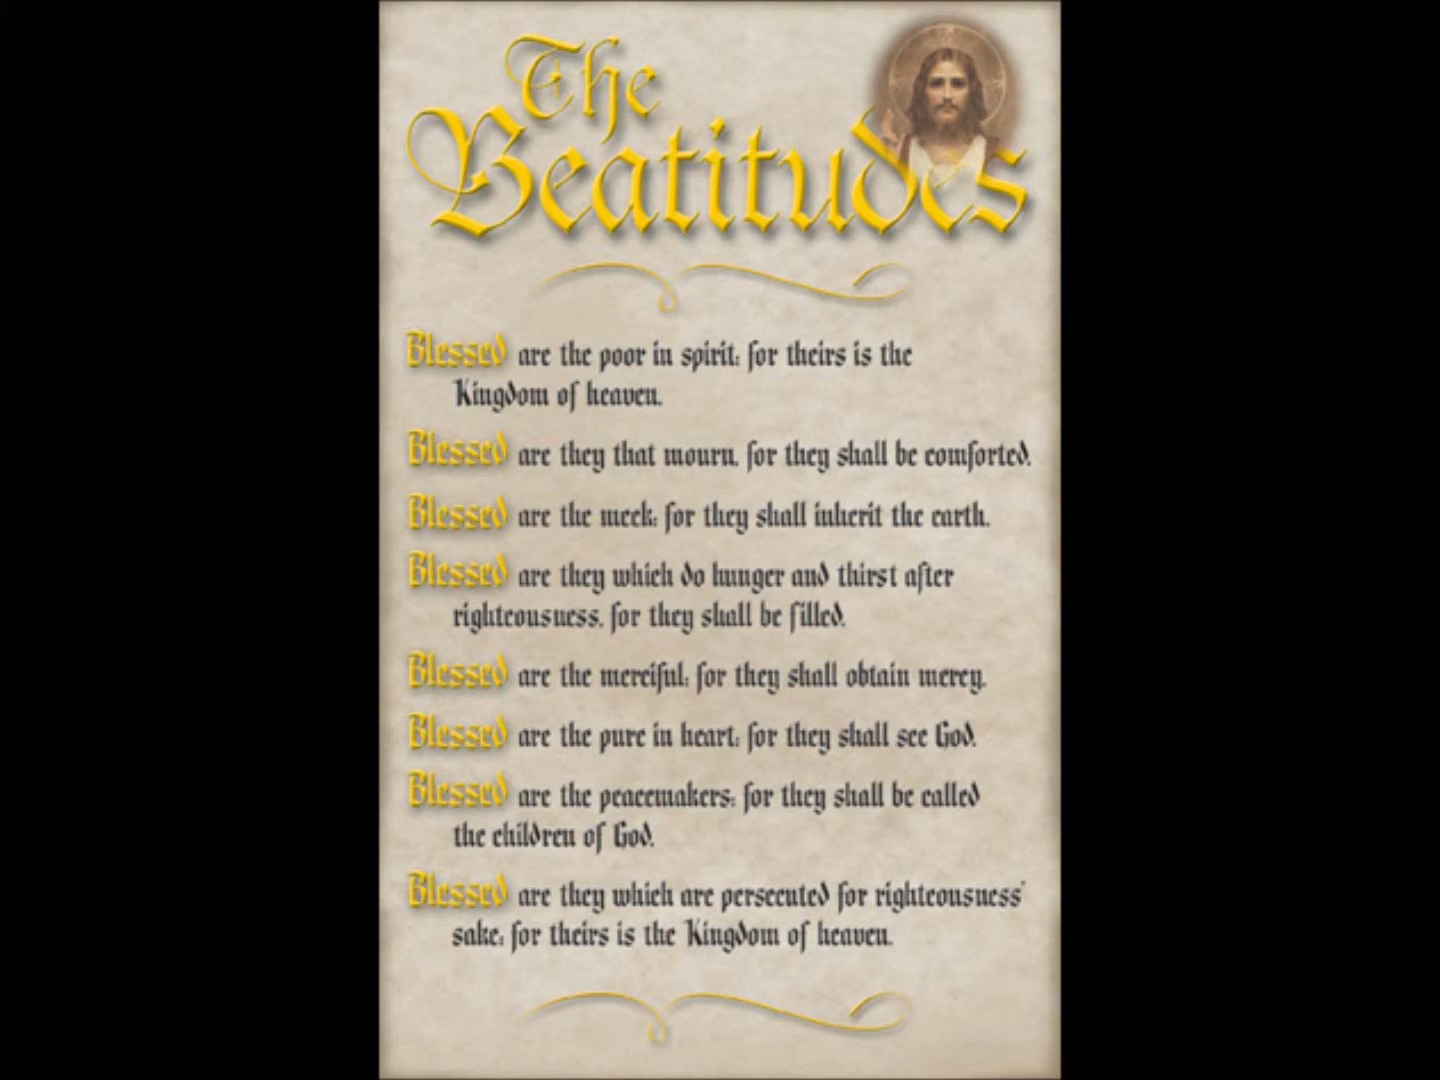 The
Beatitudes
Blessed are the poor in spirit: for theirs is the
Kingdom of heaven.
Blessed are they that mourn, for they shall be comforted.
Blessed are the meek: for they shall inherit the earth.
Blessed are they which do hunger and thirst after
righteousness, for they shall be filled.
Blessed are the merciful: for they shall obtain mercy.
Blessed are the pure in heart: for they shall see God.
Blessed are the peacemakers: for they shall be called
the children of God.
Blessed are they which are persecuted for righteousness'
sake: for theirs is the Kingdom of heaven.